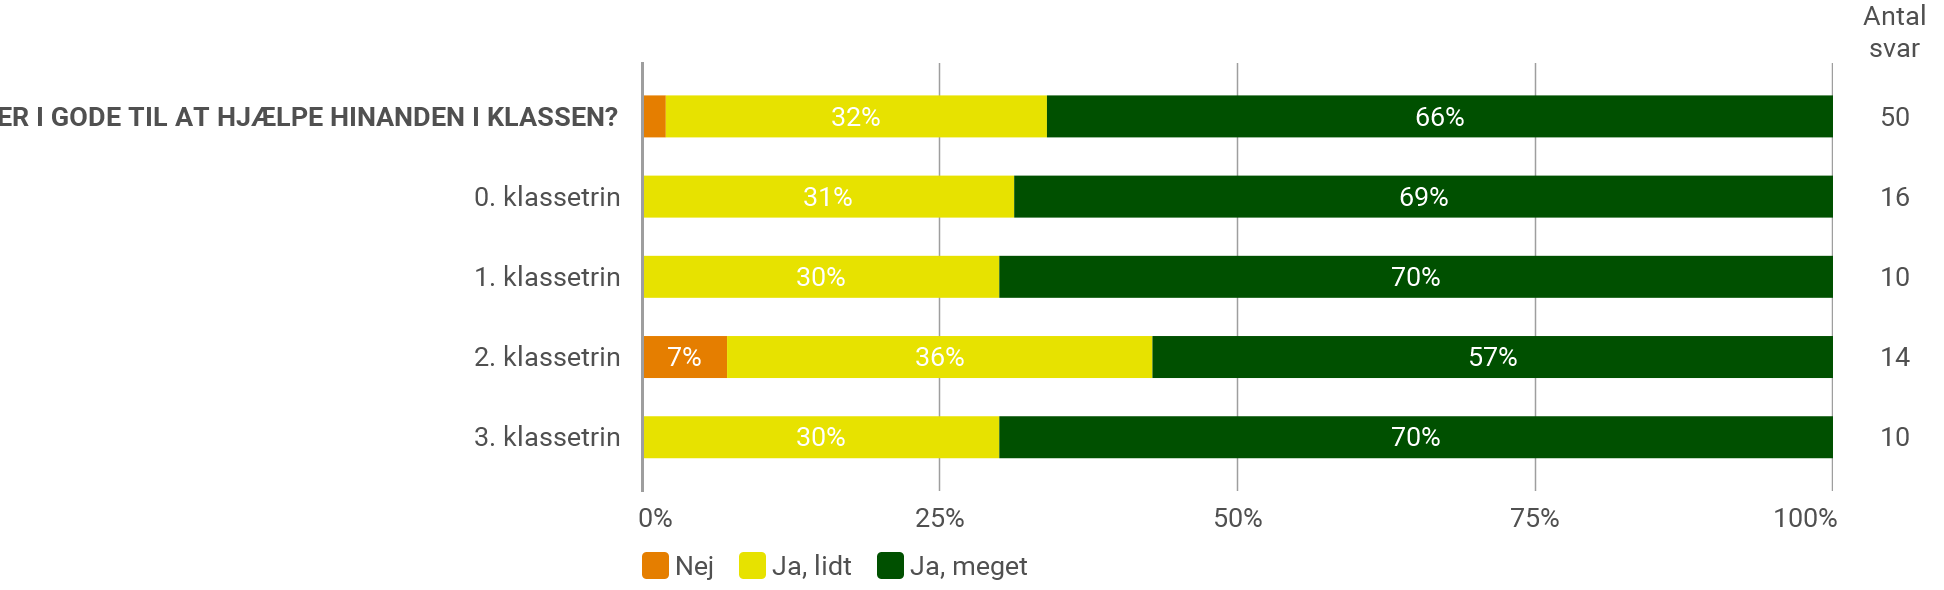 Antal
svar
ER I GODE TIL AT HJÆLPE HINANDEN I KLASSEN? 32% 66% 50
0. klassetrin 31% 69% 16
1. klassetrin 30% 70% 10
2. klassetrin 7% 36% 57% 14
3. klassetrin 30% 70% 10
0% 25% 50% 75% 100%
Nej Ja, lidt Ja, meget